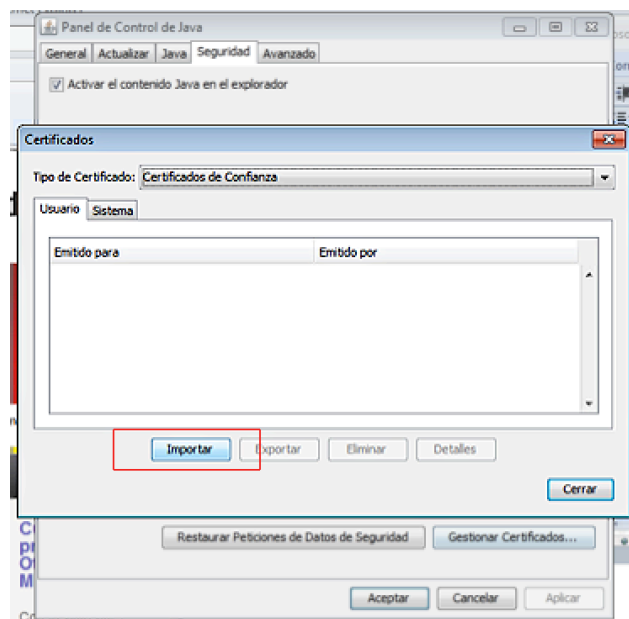 Panel de Control de Java
General Actualizar Java Seguridad Avanzado
Activar el contenido Java en el explorador
Certificados
Tipo de Certificado: Certificados de Confianza
Usuario Sistema
Emitido para Emitido por
Importar Exportar Eliminar Detalles
Cerrar
Restaurar Peticiones de Datos de Seguridad Gestionar Certificados...
Aceptar Cancelar Aplicar